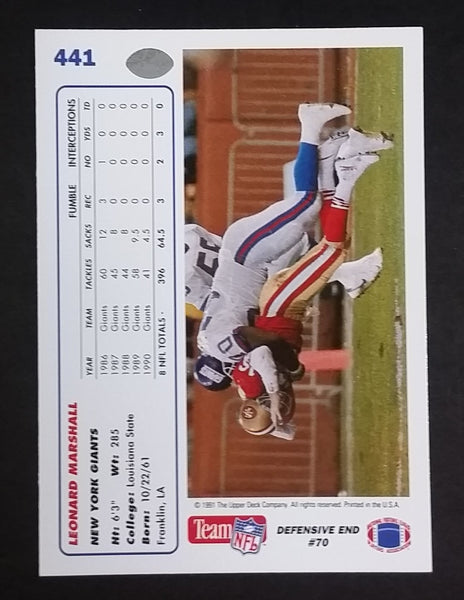 441
LEONARD MARSHALL
NEW YORK GIANTS
Ht: 6'3" Wt: 285
College: Louisiana State
Born: 10/22/61
Franklin, LA
FUMBLE INTERCEPTIONS
YEAR TEAM TACKLES SACKS REC NO YDS TD
1986 Giants 60 12 3 1 0 0
1987 Giants 45 8 0 0 0 0
1988 Giants 44 8 0 0 0 0
1989 Giants 58 9.5 0 0 0 0
1990 Giants 41 4.5 0 0 0 0
8 NFL TOTALS - 396 64.5 3 2 3 0
© 1991 The Upper Deck Company. All rights reserved. Printed in the U.S.A.
Team NFL
DEFENSIVE END
#70